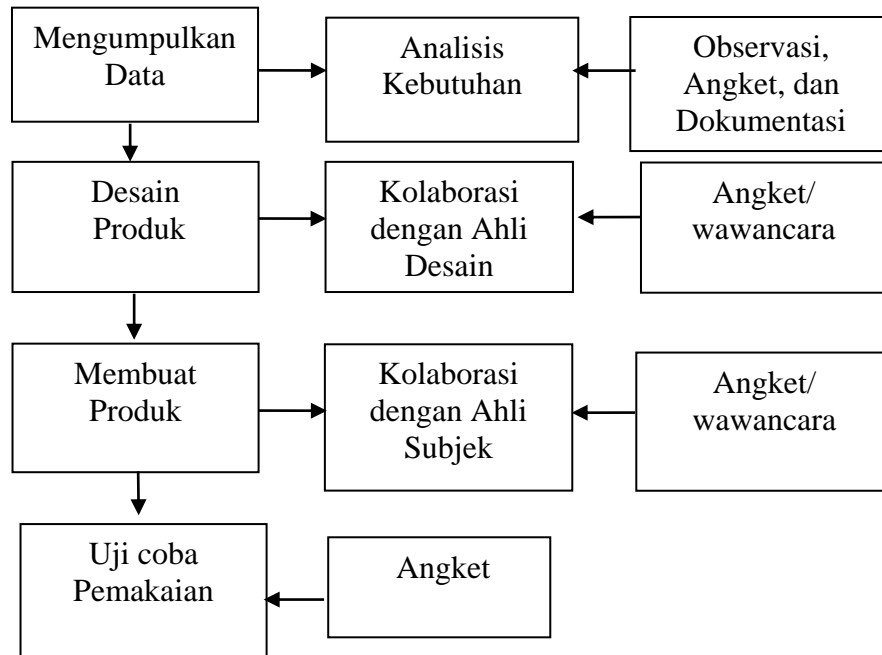 Mengumpulkan
Data
Analisis
Kebutuhan
Observasi,
Angket, dan
Dokumentasi
Desain
Produk
Kolaborasi
dengan Ahli
Desain
Angket/
wawancara
Membuat
Produk
Kolaborasi
dengan Ahli
Subjek
Angket/
wawancara
Uji coba
Pemakaian
Angket